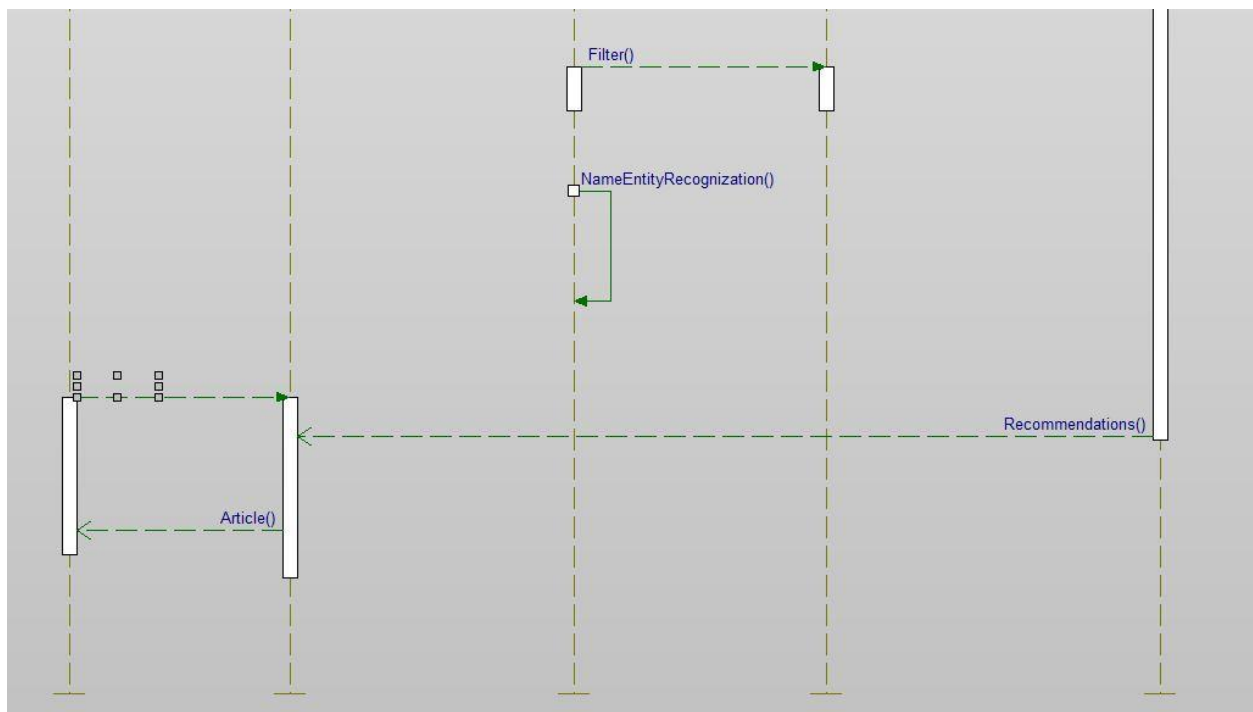 Filter()
NameEntityRecognization()
Recommendations()
Article()